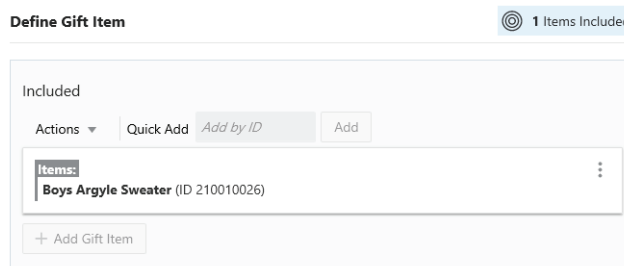 Define Gift Item
1 Items Include
Included
Actions Quick Add Add by ID Add
Items:
Boys Argyle Sweater (ID 210010026)
+ Add Gift Item